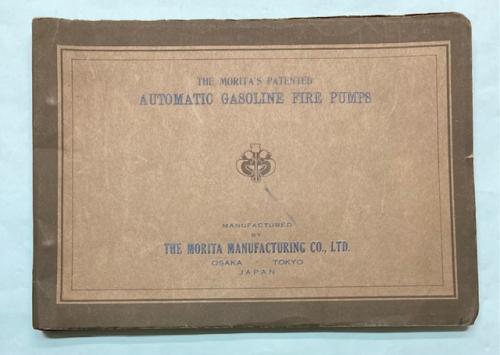 THE MORITA'S PATENTED
AUTOMATIC GASOLINE FIRE PUMPS
MANUFACTURED
BY
THE MORITA MANUFACTURING CO., LTD.
OSAKA - TOKYO
JAPAN